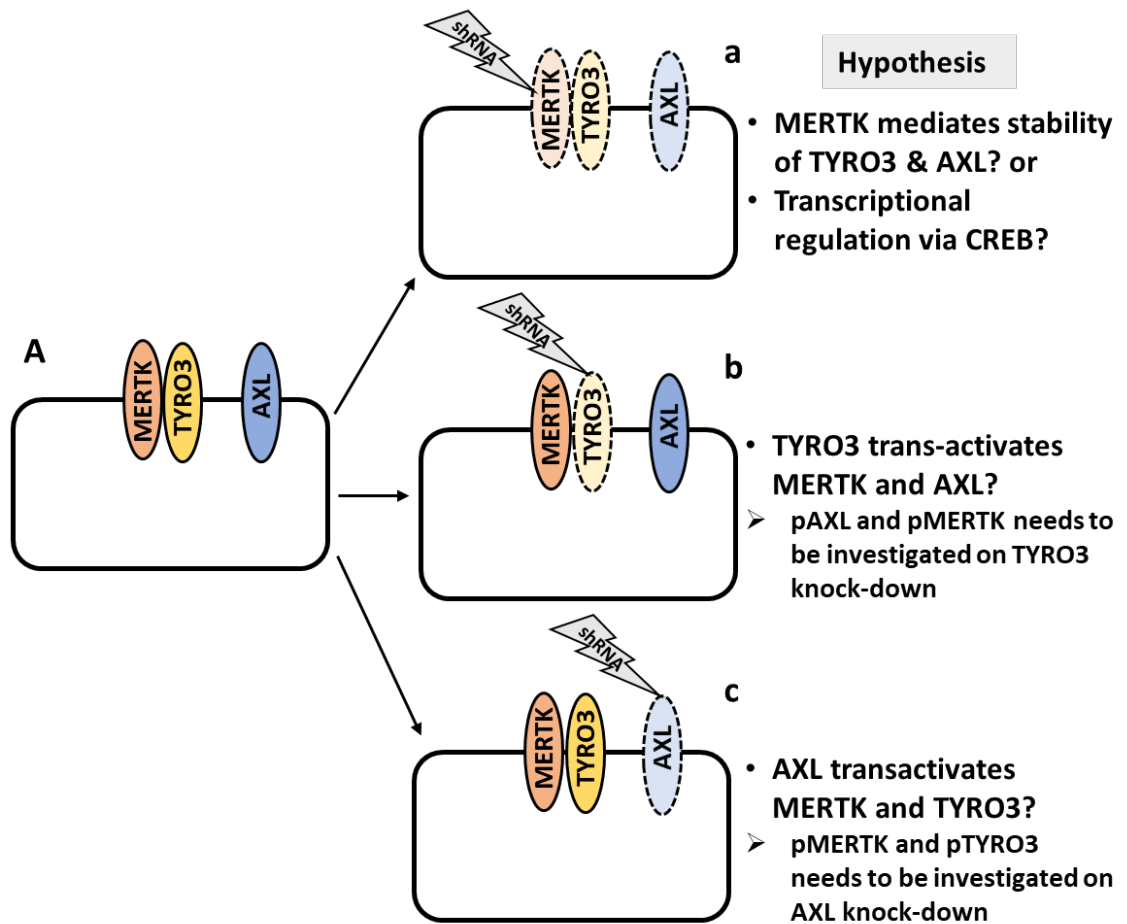 A
MERTK
TYRO3
AXL
shRNA
MERTK
TYRO3
AXL
a
Hypothesis
• MERTK mediates stability
of TYRO3 & AXL? or
• Transcriptional
regulation via CREB?
shRNA
MERTK
TYRO3
AXL
b
• TYRO3 trans-activates
MERTK and AXL?
➢ pAXL and pMERTK needs to
be investigated on TYRO3
knock-down
shRNA
MERTK
TYRO3
AXL
c
• AXL transactivates
MERTK and TYRO3?
➢ pMERTK and pTYRO3
needs to be investigated on
AXL knock-down